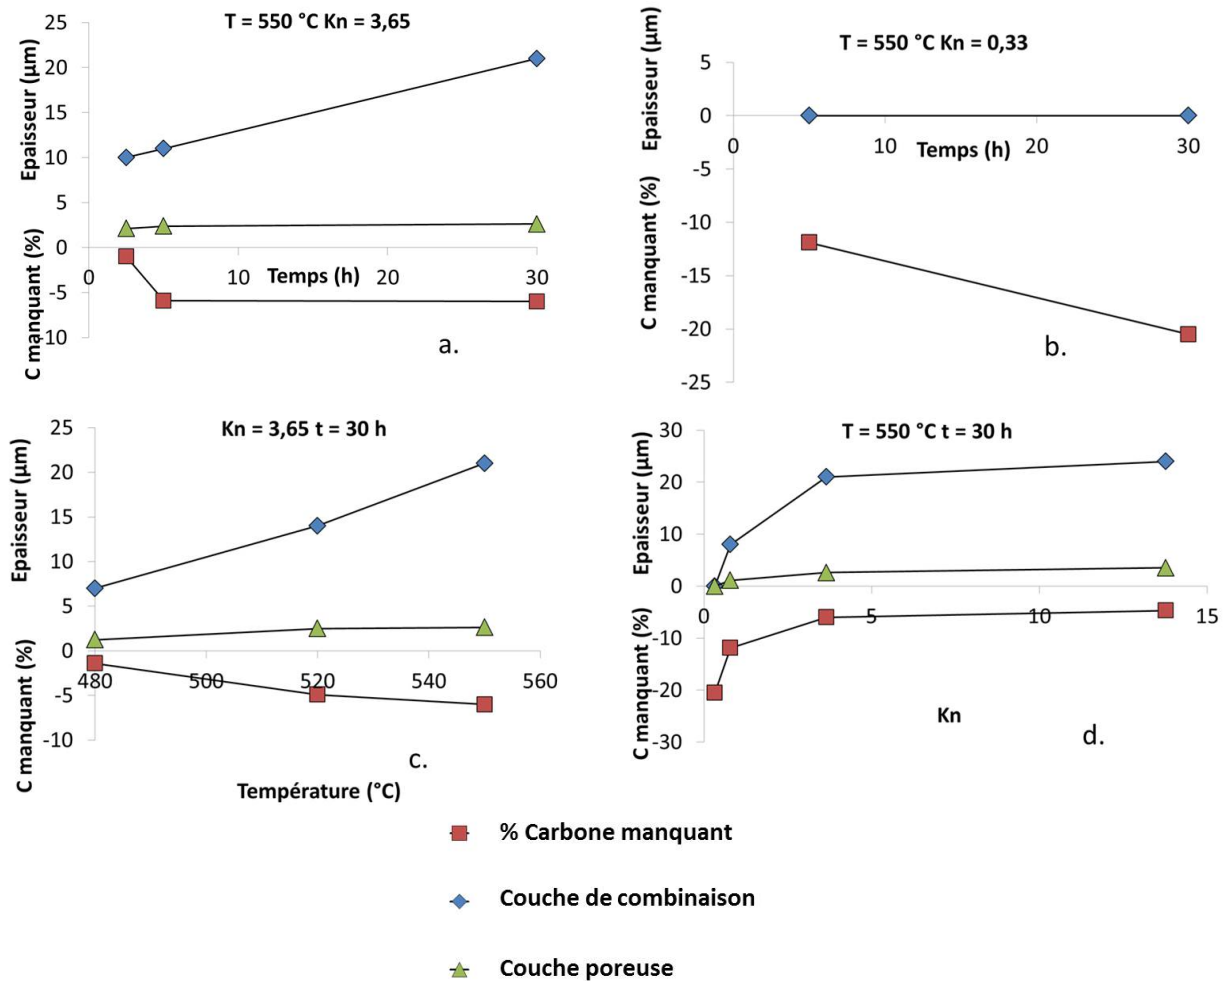 T = 550 °C Kn = 3,65
Epaisseur (µm)
C manquant (%)
25
20
15
10
5
0
-5
-10
0
10
Temps (h)
20
30
a.
T = 550 °C Kn = 0,33
Epaisseur (µm)
C manquant (%)
5
0
-5
-10
-15
-20
-25
0
10
Temps (h)
20
30
b.
Kn = 3,65 t = 30 h
Epaisseur (µm)
C manquant (%)
25
20
15
10
5
0
-5
-10
480
500
520
540
560
c.
Température (°C)
T = 550 °C t = 30 h
Epaisseur (µm)
C manquant (%)
30
20
10
0
-10
-20
-30
0
5
10
15
Kn
d.
% Carbone manquant
Couche de combinaison
Couche poreuse